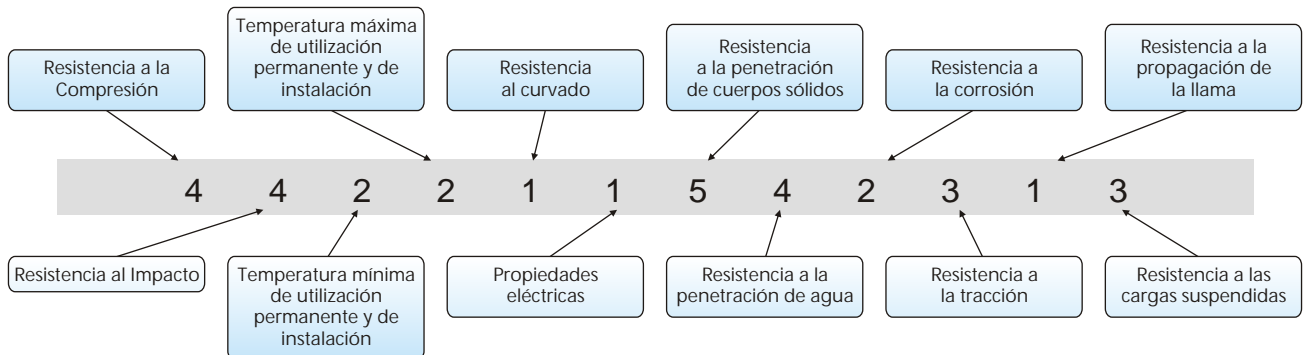 Resistencia a la
Compresión
Temperatura máxima
de utilización
permanente y de
instalación
Resistencia
al curvado
Resistencia
a la penetración
de cuerpos sólidos
Resistencia a
la corrosión
Resistencia a la
propagación de
la llama
4 4 2 2 1 1 5 4 2 3 1 3
Resistencia al Impacto
Temperatura mínima
de utilización
permanente y de
instalación
Propiedades
eléctricas
Resistencia a la
penetración de agua
Resistencia a
la tracción
Resistencia a las
cargas suspendidas